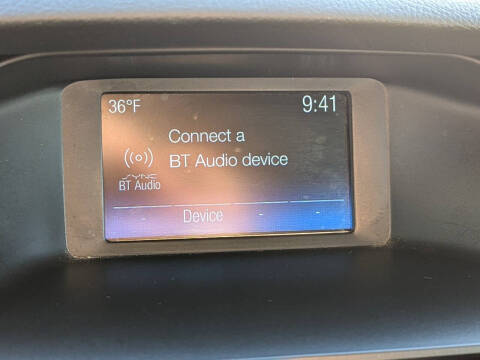 36°F 9:41
Connect a
BT Audio device
SYNC
BT Audio
- Device - -